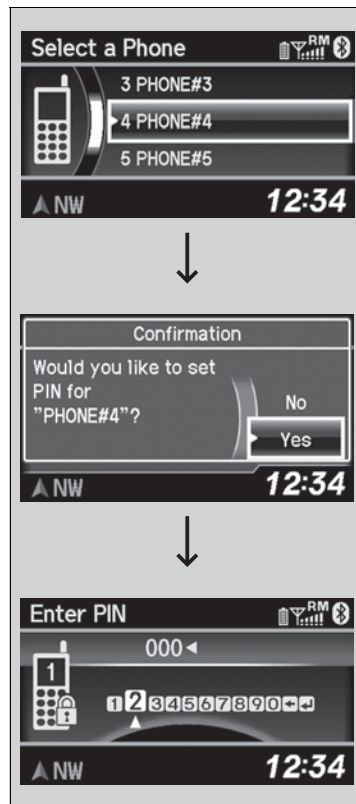 Select a Phone
RM
3 PHONE#3
4 PHONE#4
5 PHONE#5
NW
12:34
Confirmation
Would you like to set
PIN for
"PHONE#4"?
No
Yes
NW
12:34
Enter PIN
RM
000
1
1234567890
NW
12:34